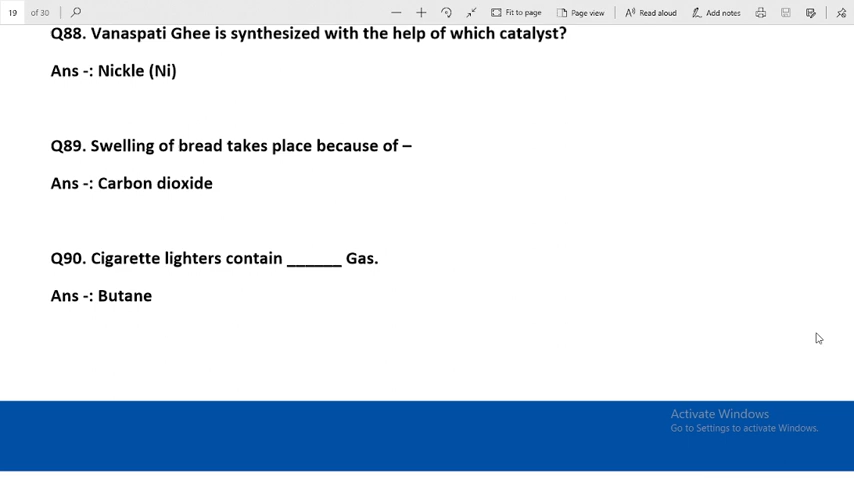 19 of 30 Fit to page Page view Read aloud Add notes
Q88. Vanaspati Ghee is synthesized with the help of which catalyst?
Ans -: Nickle (Ni)
Q89. Swelling of bread takes place because of –
Ans -: Carbon dioxide
Q90. Cigarette lighters contain ______ Gas.
Ans -: Butane
Activate Windows
Go to Settings to activate Windows.